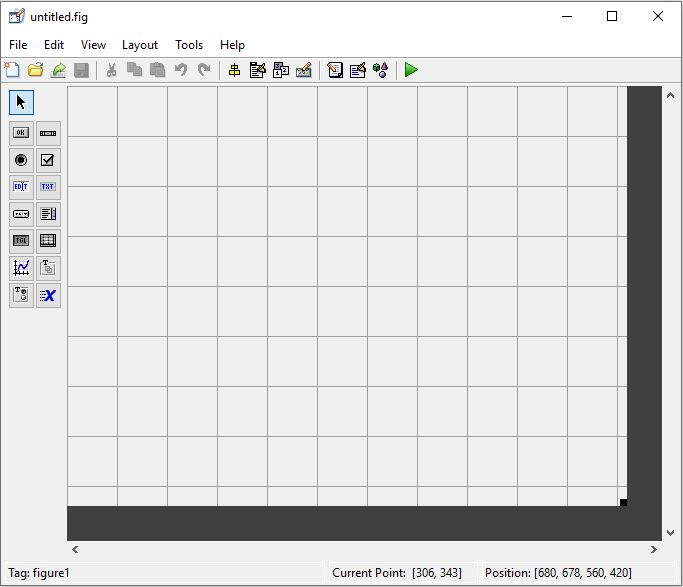 untitled.fig
File Edit View Layout Tools Help
OK
EDIT TXT
TGL
Tag: figure1 Current Point: [306, 343] Position: [680, 678, 560, 420]